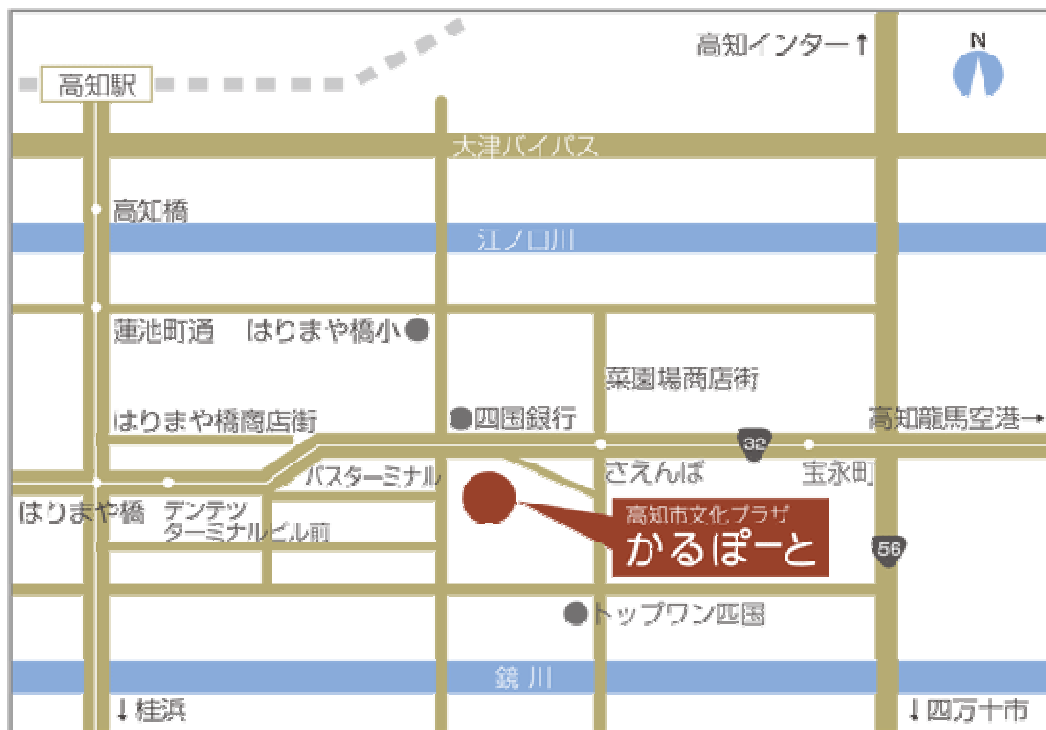 高知インター↑
N
高知駅
大津バイパス
高知橋
江ノ口川
蓮池町通
はりまや橋小
菜園場商店街
はりまや橋商店街
四国銀行
高知龍馬空港→
32
バスターミナル
さえんば
宝永町
はりまや橋
デンテツ
ターミナルビル前
高知市文化プラザ
かるぽーと
56
トップワン四国
鏡川
↓桂浜
↓四万十市